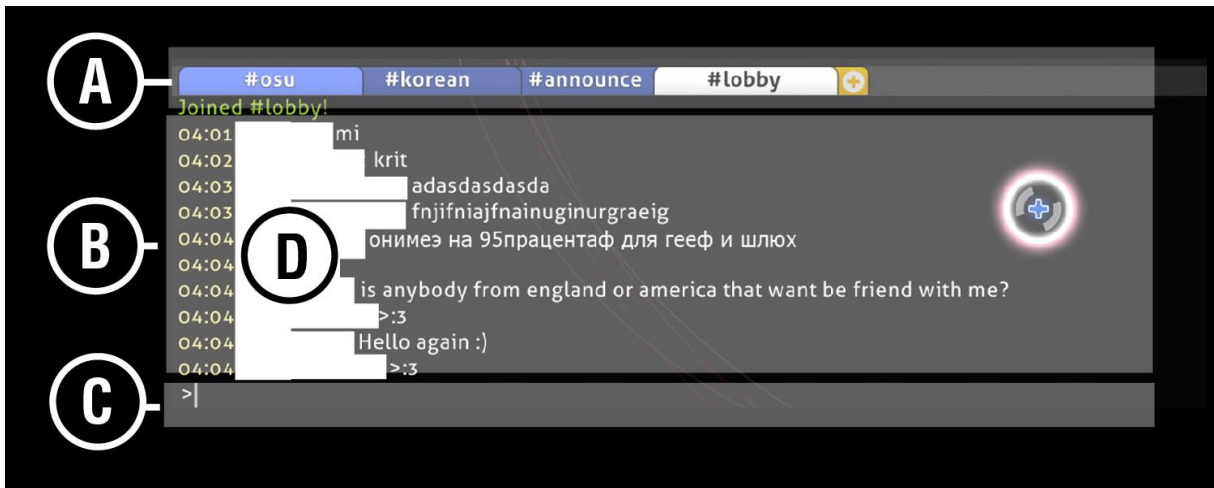 A
#osu #korean #announce #lobby
Joined #lobby!
04:01 mi
04:02 krit
04:03 adasdasdasda
04:03 fnjifniajfnainuginurgraeig
B
04:04 онимеэ на 95працентаф для гееф и шлюх
D
04:04
04:04 is anybody from england or america that want be friend with me?
04:04 >:3
04:04 Hello again :)
04:04 >:3
C
>